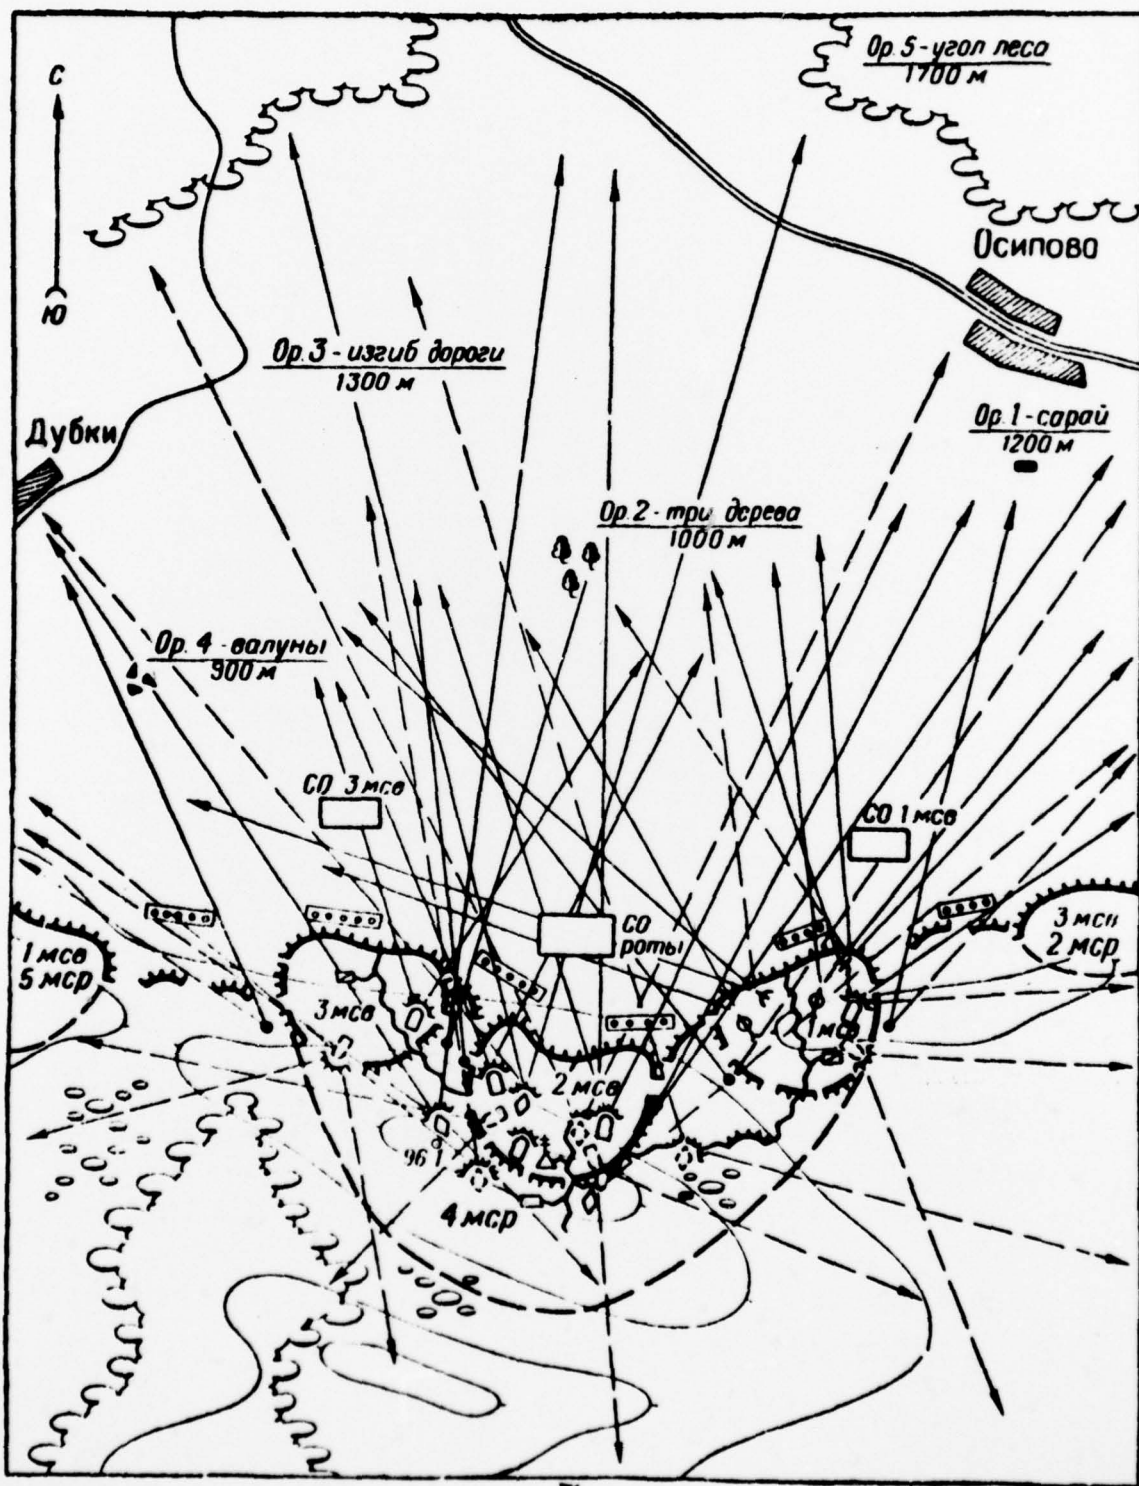 С
Ю
Ор. 5 - угол леса
1700 м
Осипова
Ор. 3 - изгиб дороги
1300 м
Ор. 1 - сарай
1200 м
Дубки
Ор. 2 - три дерева
1000 м
Ор. 4 - валуны
900 м
СО 3 мсв
СО 1 мсв
СО
роты
1 мсв
5 мср
3 мсв
2 мср
3 мсв
1 мсв
2 мсв
96 1
4 мср